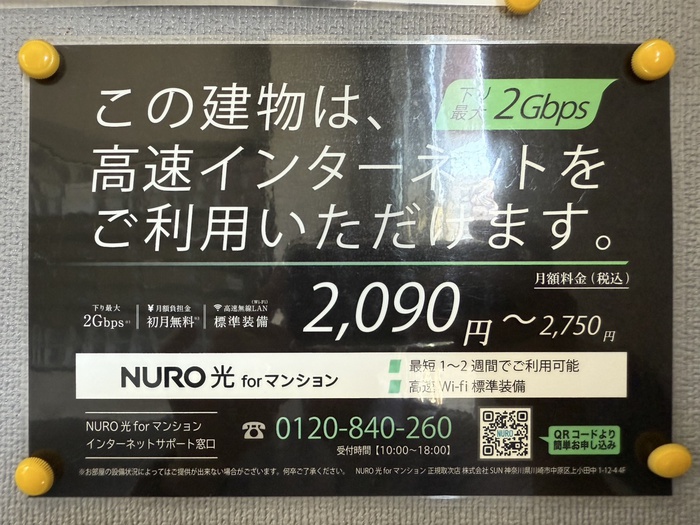 この建物は、
下り最大 2Gbps
高速インターネットを
ご利用いただけます。
月額料金（税込）
下り最大 2Gbps※1
¥月額負担金 初月無料※2
高速無線LAN(Wi-Fi) 標準装備
2,090円～2,750円
NURO 光 for マンション
最短 1～2 週間でご利用可能
高速 Wi-fi 標準装備
NURO 光 for マンション
インターネットサポート窓口
0120-840-260
受付時間【10:00～18:00】
NURO
QRコードより
簡単お申し込み
※お部屋の設備状況によってはご提供が出来ない場合がございます。何卒ご了承ください。 NURO 光 for マンション 正規取次店 株式会社 SUN 神奈川県川崎市中原区上小田中 1-12-4 4F